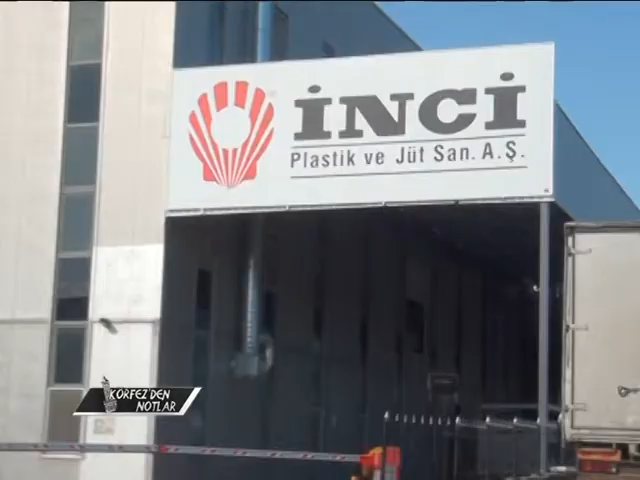 İNCİ
Plastik ve Jüt San. A.Ş.
KÖRFEZ'DEN
NOTLAR